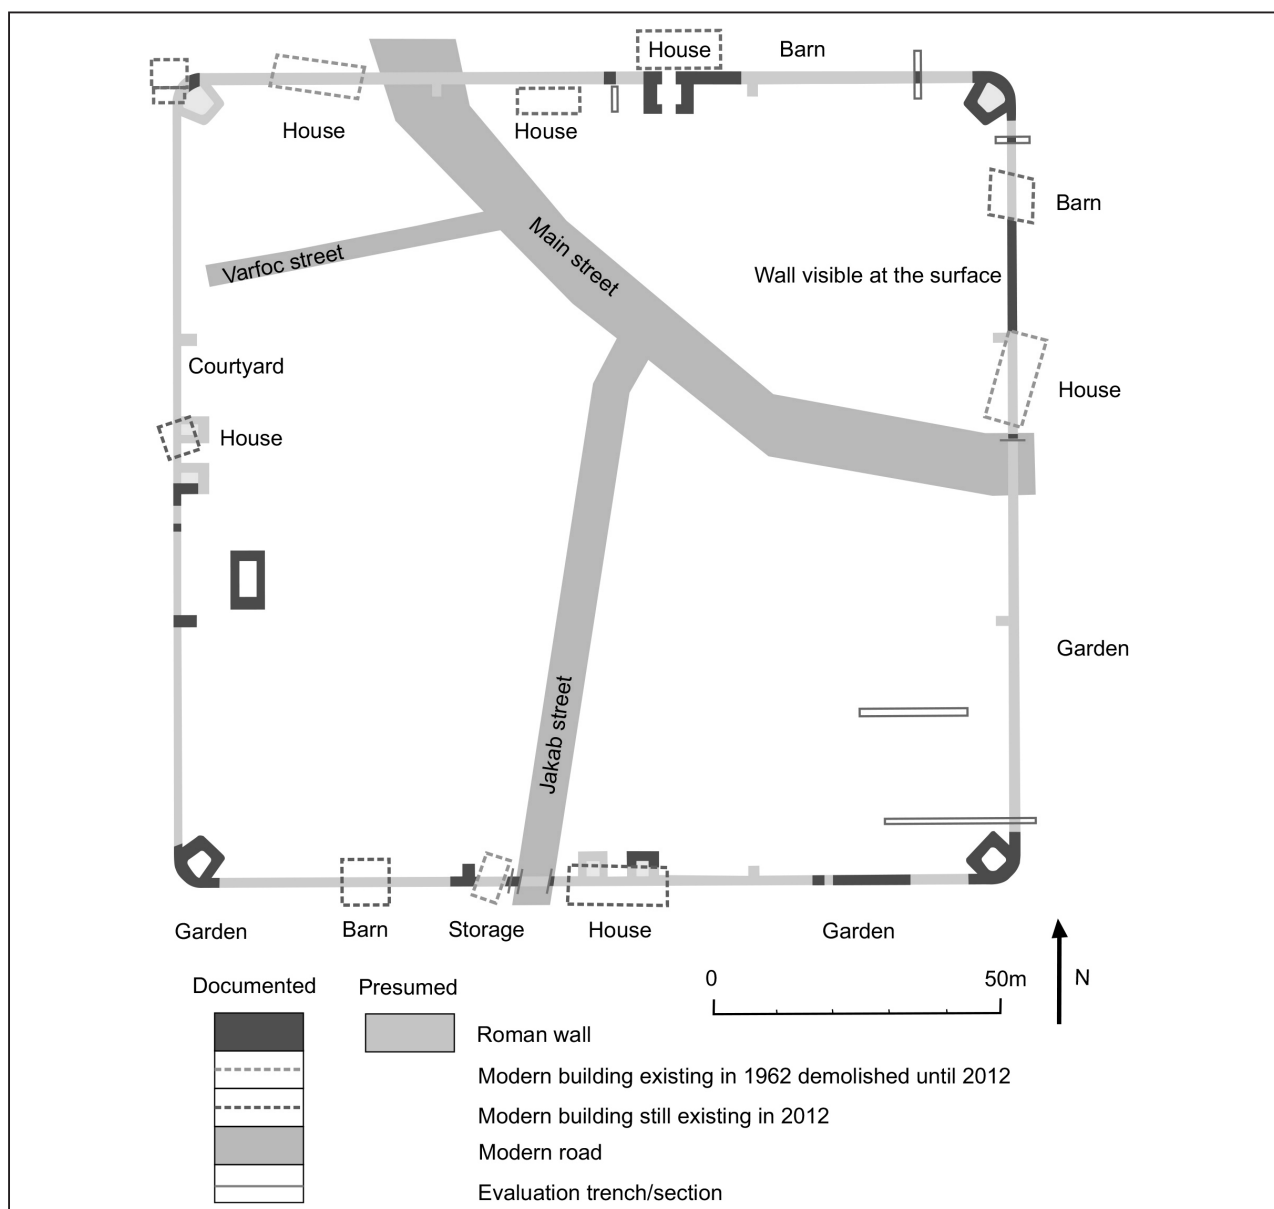 House
Barn
House
House
Barn
Main street
Varfoc street
Wall visible at the surface
Courtyard
House
House
Garden
Jakab street
Garden
Barn
Storage
House
Garden
Documented
Presumed
0
50m
N
Roman wall
Modern building existing in 1962 demolished until 2012
Modern building still existing in 2012
Modern road
Evaluation trench/section